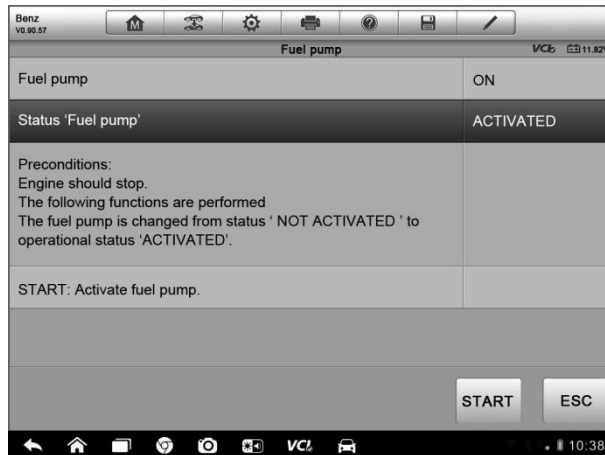 Benz
V0.90.57
Fuel pump
VCI
11.82V
Fuel pump ON
Status 'Fuel pump' ACTIVATED
Preconditions:
Engine should stop.
The following functions are performed
The fuel pump is changed from status ' NOT ACTIVATED ' to
operational status 'ACTIVATED'.
START: Activate fuel pump.
START ESC
VCI 10:38